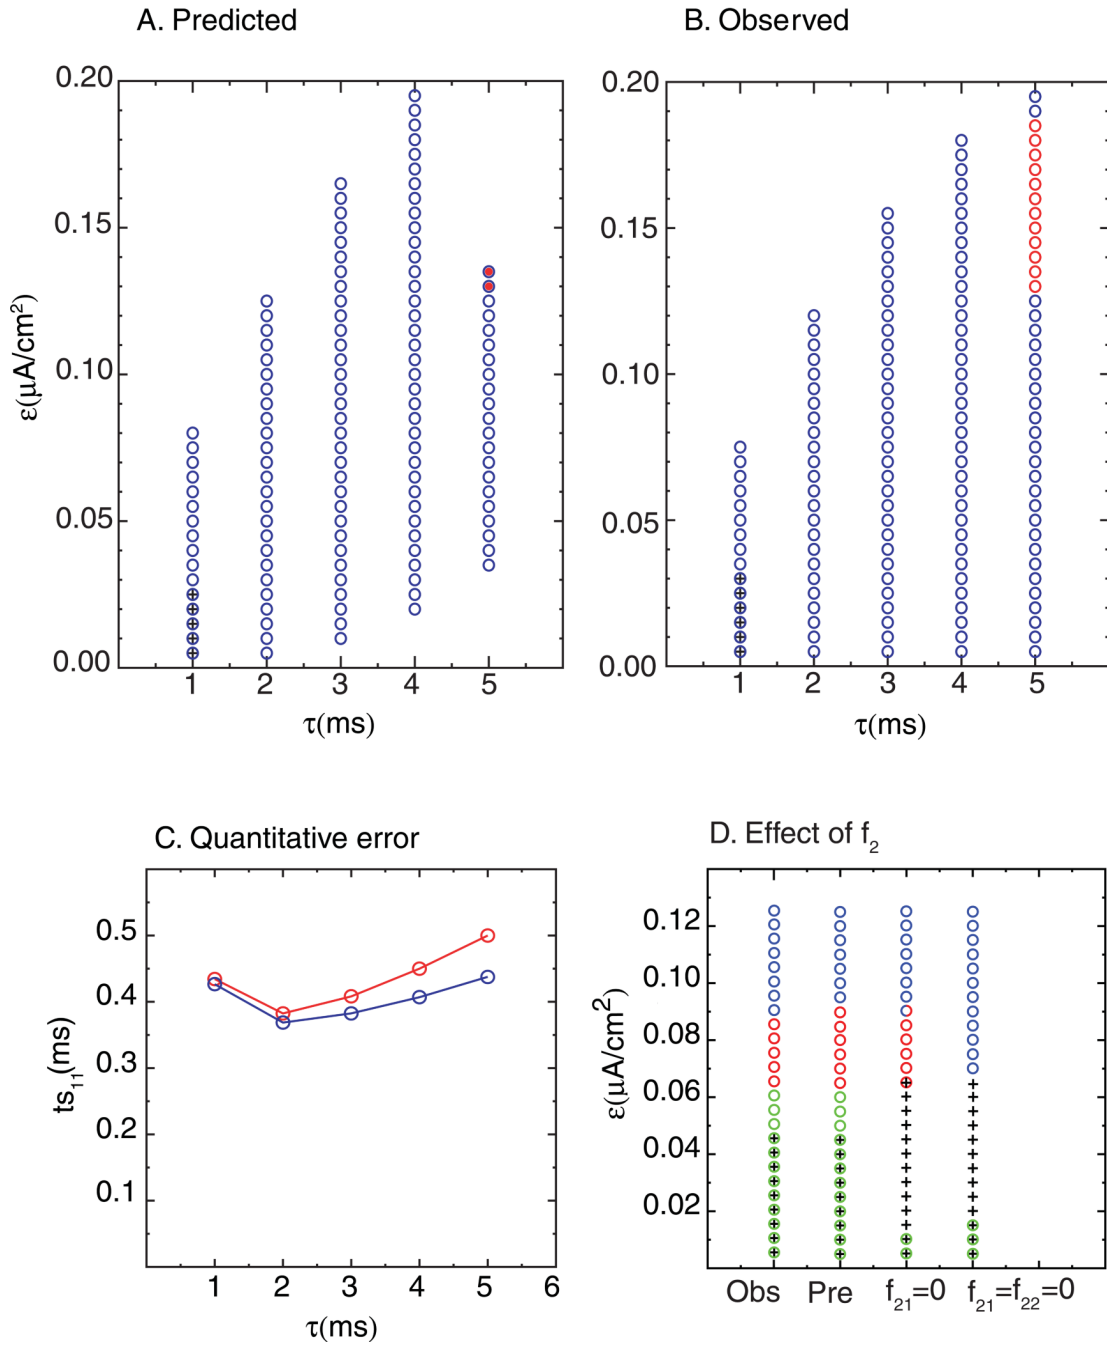 A. Predicted
B. Observed
0.20
0.15
0.10
0.05
0.00
ε(μA/cm²)
1 2 3 4 5
τ(ms)
0.20
0.15
0.10
0.05
0.00
1 2 3 4 5
τ(ms)
C. Quantitative error
0.5
0.4
0.3
0.2
0.1
ts₁₁(ms)
1 2 3 4 5 6
τ(ms)
D. Effect of f₂
0.12
0.10
0.08
0.06
0.04
0.02
ε(μA/cm²)
Obs Pre f₂₁=0 f₂₁=f₂₂=0